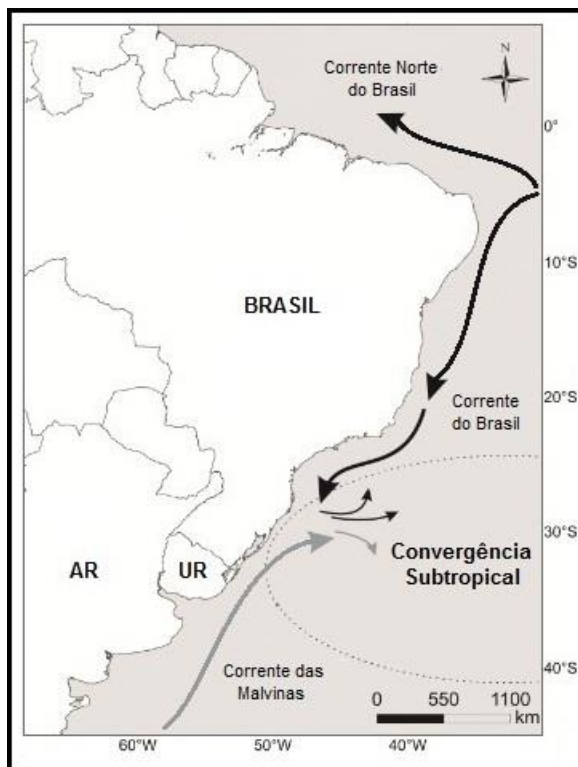 Corrente Norte
do Brasil
N
0°
10°S
BRASIL
20°S
Corrente
do Brasil
30°S
Convergência
Subtropical
AR
UR
Corrente das
Malvinas
40°S
0 550 1100
km
60°W 50°W 40°W